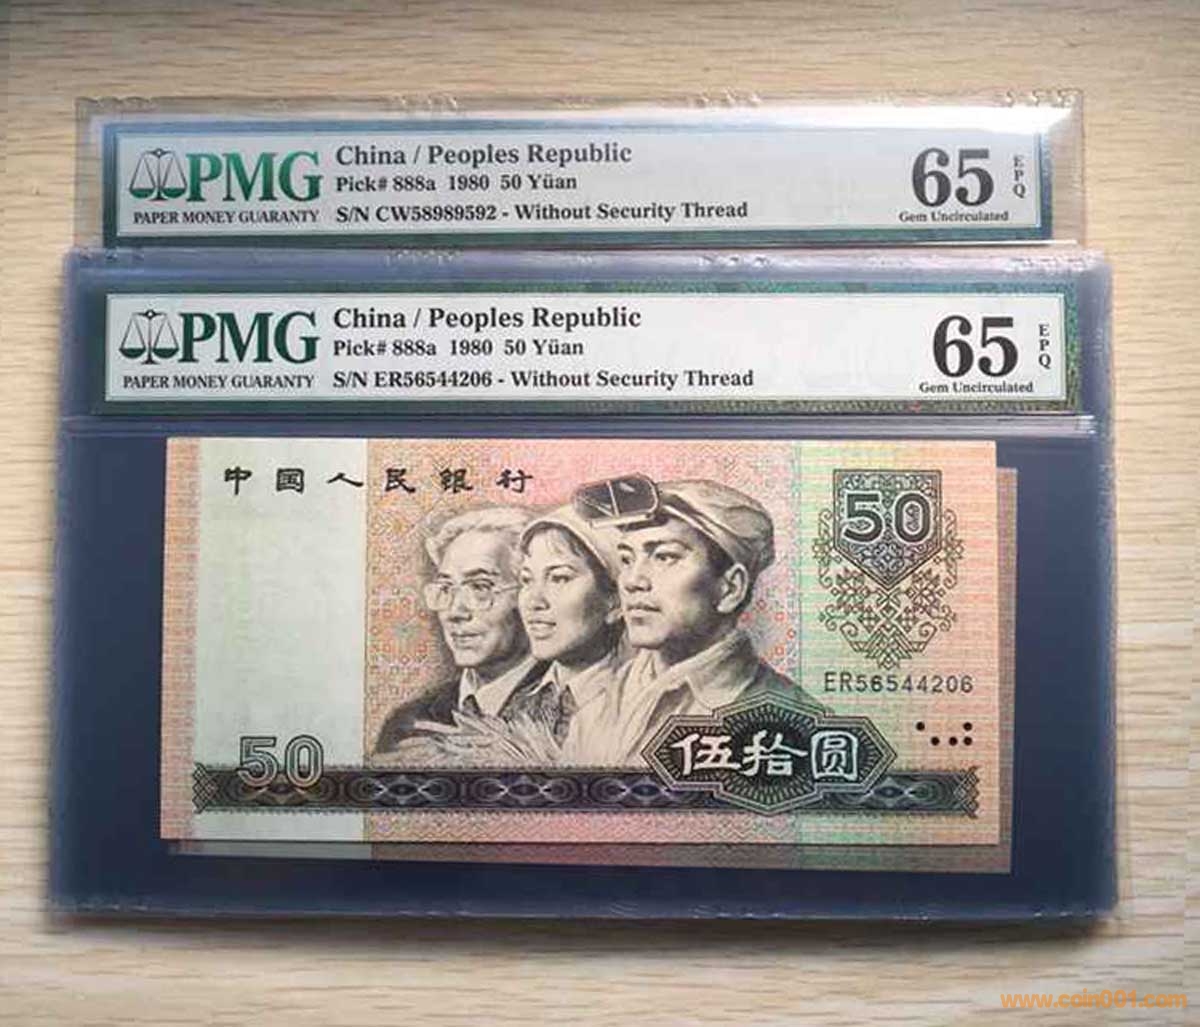 PMG
PAPER MONEY GUARANTY
China / Peoples Republic
Pick# 888a 1980 50 Yüan
S/N CW58989592 - Without Security Thread
65
EPQ
Gem Uncirculated
PMG
PAPER MONEY GUARANTY
China / Peoples Republic
Pick# 888a 1980 50 Yüan
S/N ER56544206 - Without Security Thread
65
EPQ
Gem Uncirculated
中国人民银行
50
ER56544206
50
伍拾圆
www.coin001.com